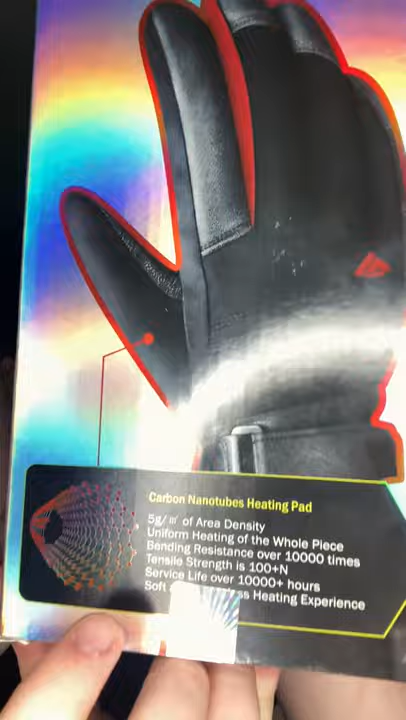 Carbon Nanotubes Heating Pad
5g/㎡ of Area Density
Uniform Heating of the Whole Piece
Bending Resistance over 10000 times
Tensile Strength is 100+N
Service Life over 10000+ hours
Soft Heating Experience